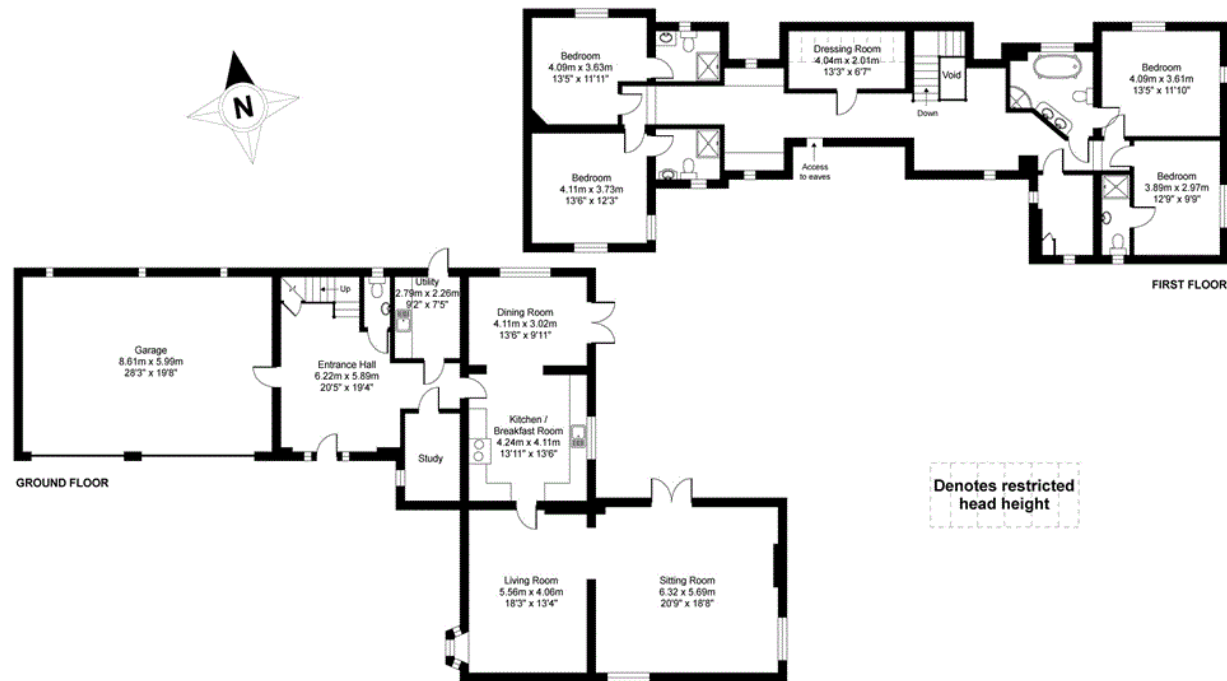 N
Bedroom
4.09m x 3.63m
13'5" x 11'11"
Dressing Room
4.04m x 2.01m
13'3" x 6'7"
Void
Down
Bedroom
4.09m x 3.61m
13'5" x 11'10"
Bedroom
4.11m x 3.73m
13'6" x 12'3"
Access
to eaves
Bedroom
3.89m x 2.97m
12'9" x 9'9"
FIRST FLOOR
Garage
8.61m x 5.99m
28'3" x 19'8"
Up
Utility
2.79m x 2.26m
9'2" x 7'5"
Dining Room
4.11m x 3.02m
13'6" x 9'11"
Entrance Hall
6.22m x 5.89m
20'5" x 19'4"
Kitchen /
Breakfast Room
4.24m x 4.11m
13'11" x 13'6"
Study
GROUND FLOOR
Denotes restricted
head height
Living Room
5.56m x 4.06m
18'3" x 13'4"
Sitting Room
6.32 x 5.69m
20'9" x 18'8"